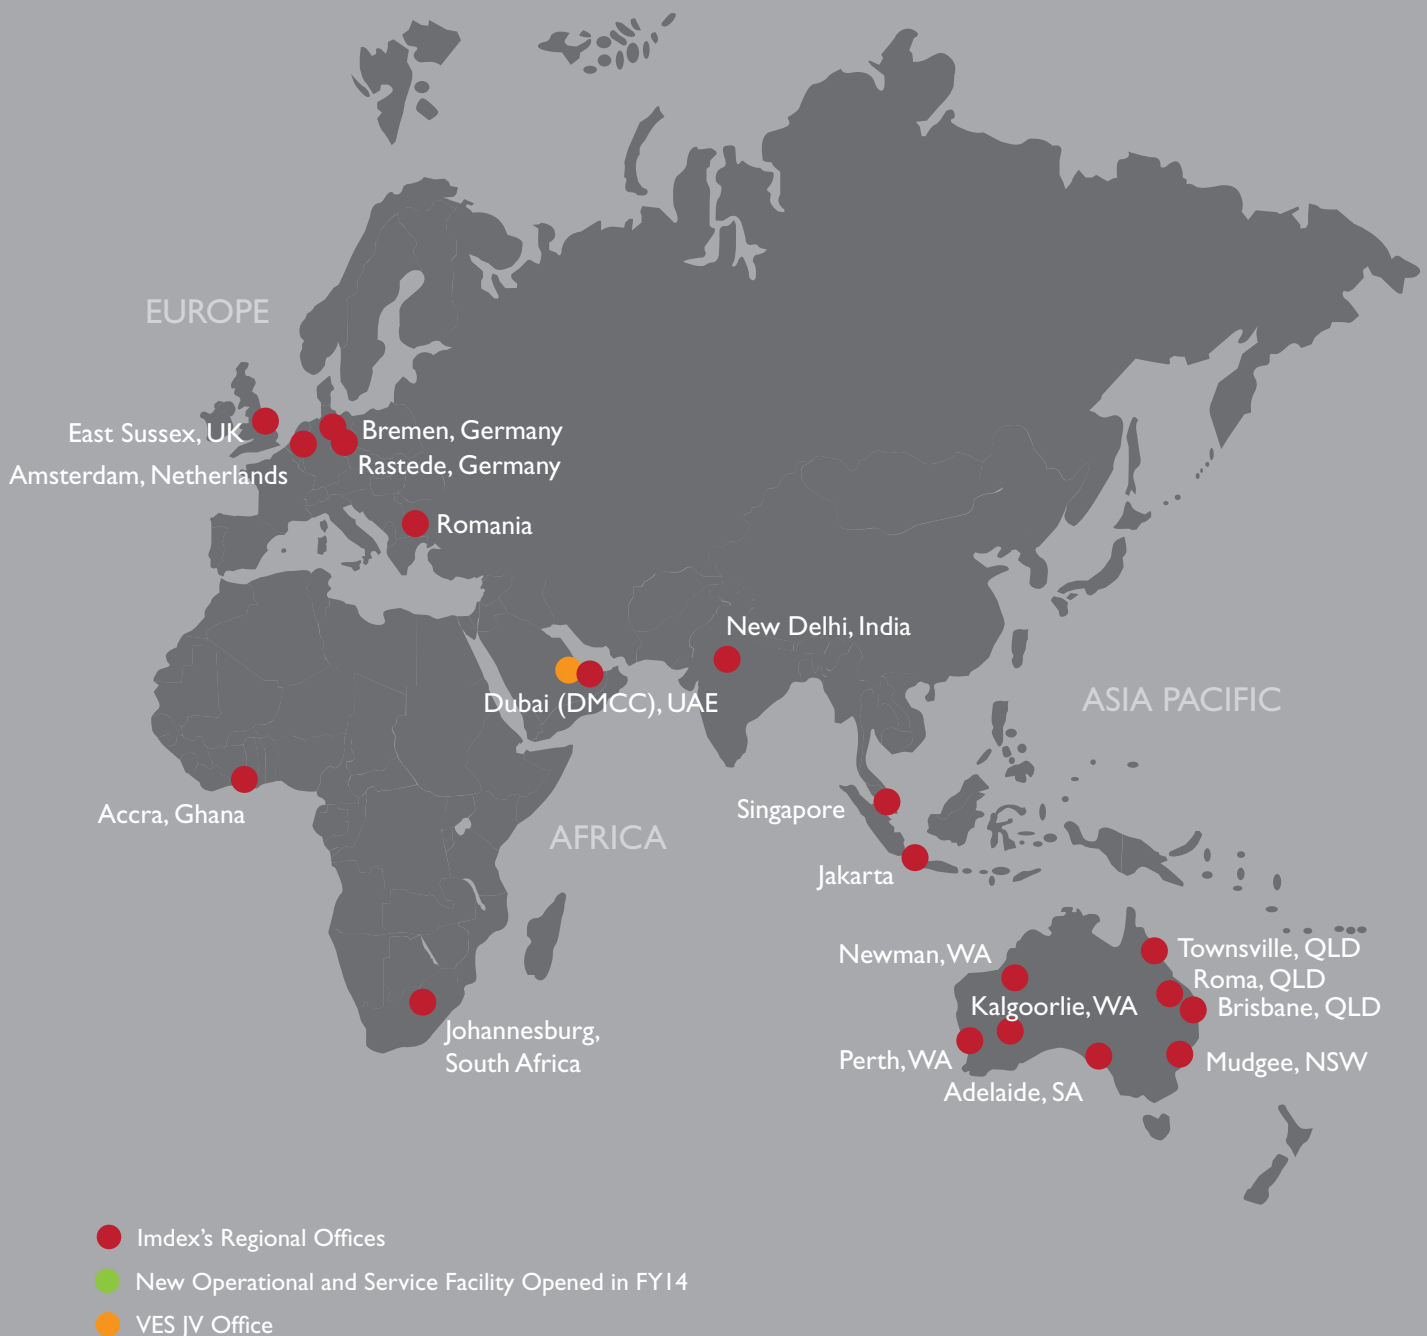 EUROPE
East Sussex, UK
Bremen, Germany
Amsterdam, Netherlands
Rastede, Germany
Romania
New Delhi, India
Dubai (DMCC), UAE
ASIA PACIFIC
Accra, Ghana
AFRICA
Singapore
Jakarta
Newman, WA
Townsville, QLD
Roma, QLD
Kalgoorlie, WA
Brisbane, QLD
Johannesburg,
South Africa
Perth, WA
Mudgee, NSW
Adelaide, SA
Imdex’s Regional Offices
New Operational and Service Facility Opened in FY14
VES JV Office